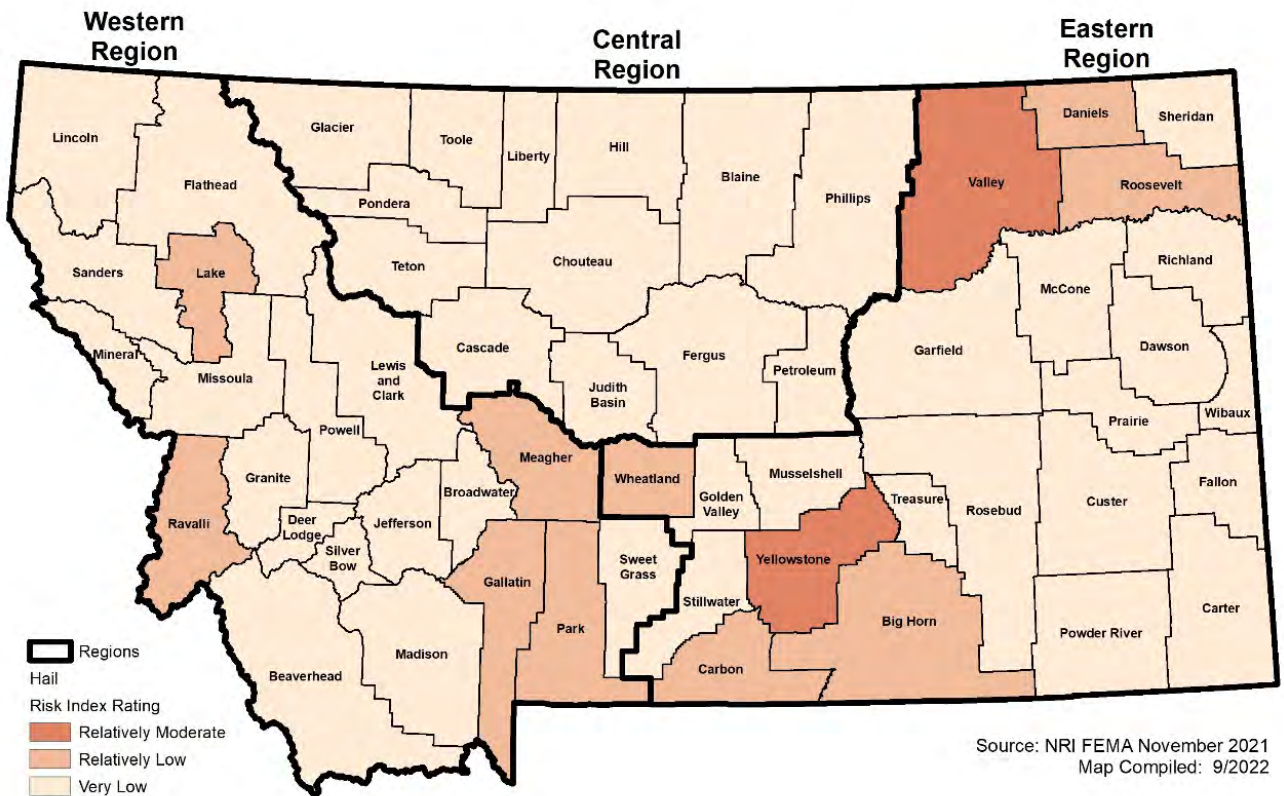 Western
Region
Central
Region
Eastern
Region
Lincoln
Flathead
Glacier
Toole
Liberty
Hill
Blaine
Phillips
Valley
Daniels
Sheridan
Roosevelt
Pondera
Teton
Chouteau
Sanders
Lake
Richland
McCone
Mineral
Missoula
Lewis
and
Clark
Cascade
Judith
Basin
Fergus
Petroleum
Garfield
Dawson
Wibaux
Prairie
Powell
Granite
Ravalli
Deer
Lodge
Silver
Bow
Jefferson
Broadwater
Meagher
Wheatland
Golden
Valley
Musselshell
Treasure
Rosebud
Custer
Fallon
Gallatin
Park
Sweet
Grass
Stillwater
Yellowstone
Big Horn
Carbon
Powder River
Carter
Beaverhead
Madison
Regions
Hail
Risk Index Rating
Relatively Moderate
Relatively Low
Very Low
Source: NRI FEMA November 2021
Map Compiled: 9/2022